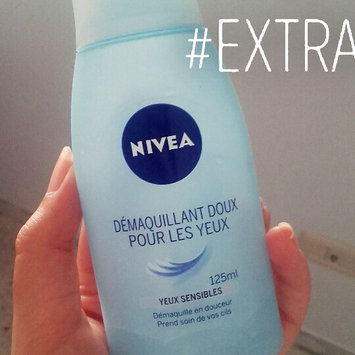 #EXTRA
NIVEA
DÉMAQUILLANT DOUX
POUR LES YEUX
125ml
YEUX SENSIBLES
Démaquille en douceur
Prend soin de vos cils